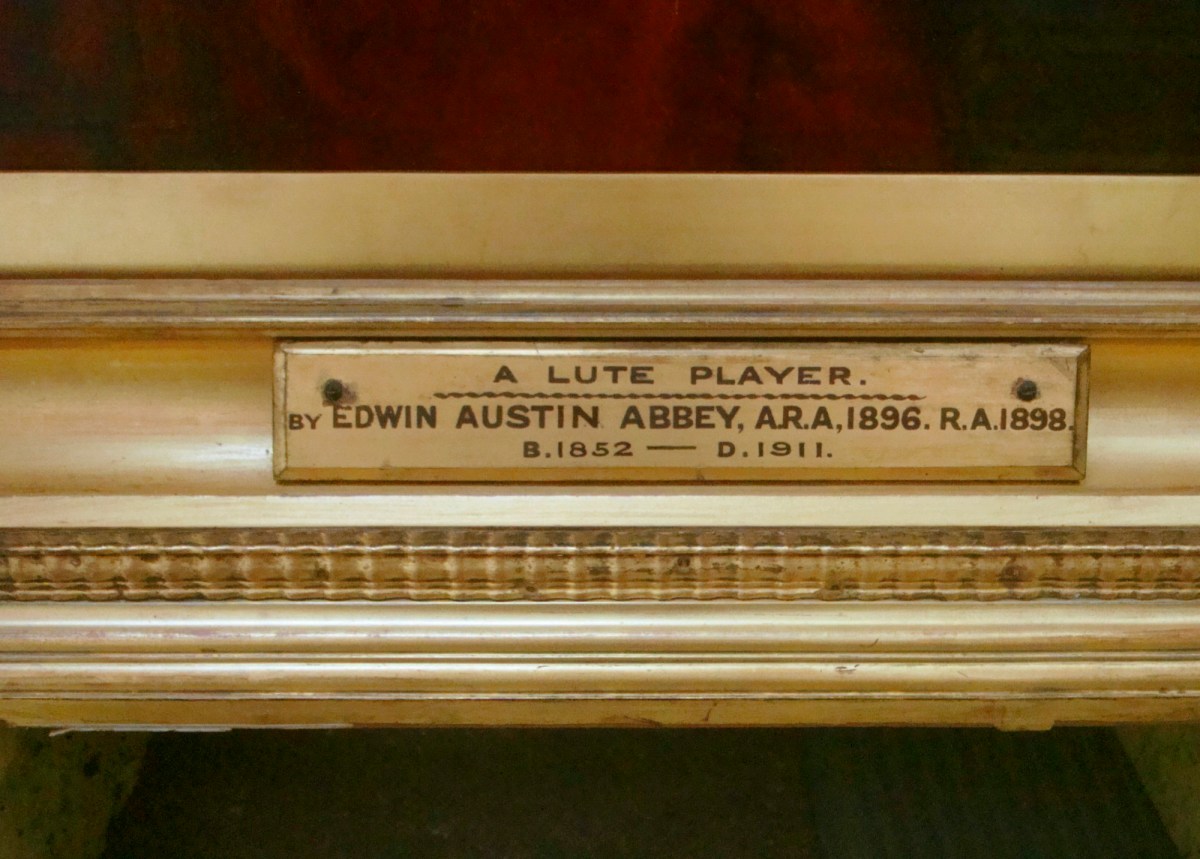 A LUTE PLAYER.
BY EDWIN AUSTIN ABBEY, A.R.A, 1896. R.A. 1898.
B. 1852 — D. 1911.